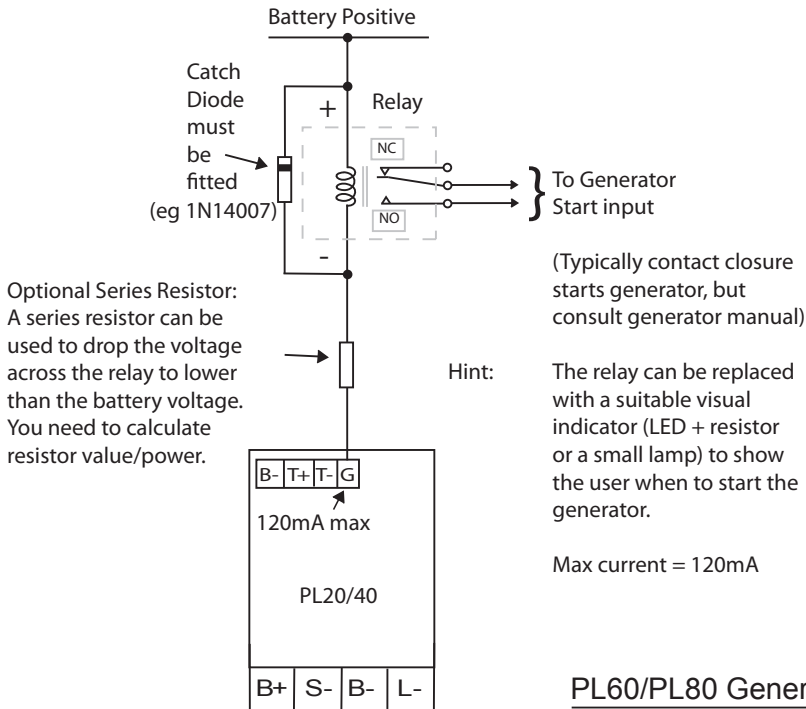 Battery Positive
Catch
Diode
must
be
fitted
(eg 1N14007)
+
Relay
NC
NO
-
To Generator
Start input
(Typically contact closure
starts generator, but
consult generator manual)
Optional Series Resistor:
A series resistor can be
used to drop the voltage
across the relay to lower
than the battery voltage.
You need to calculate
resistor value/power.
Hint:
The relay can be replaced
with a suitable visual
indicator (LED + resistor
or a small lamp) to show
the user when to start the
generator.
Max current = 120mA
B- T+ T- G
120mA max
PL20/40
B+ S- B- L-
PL60/PL80 Gener